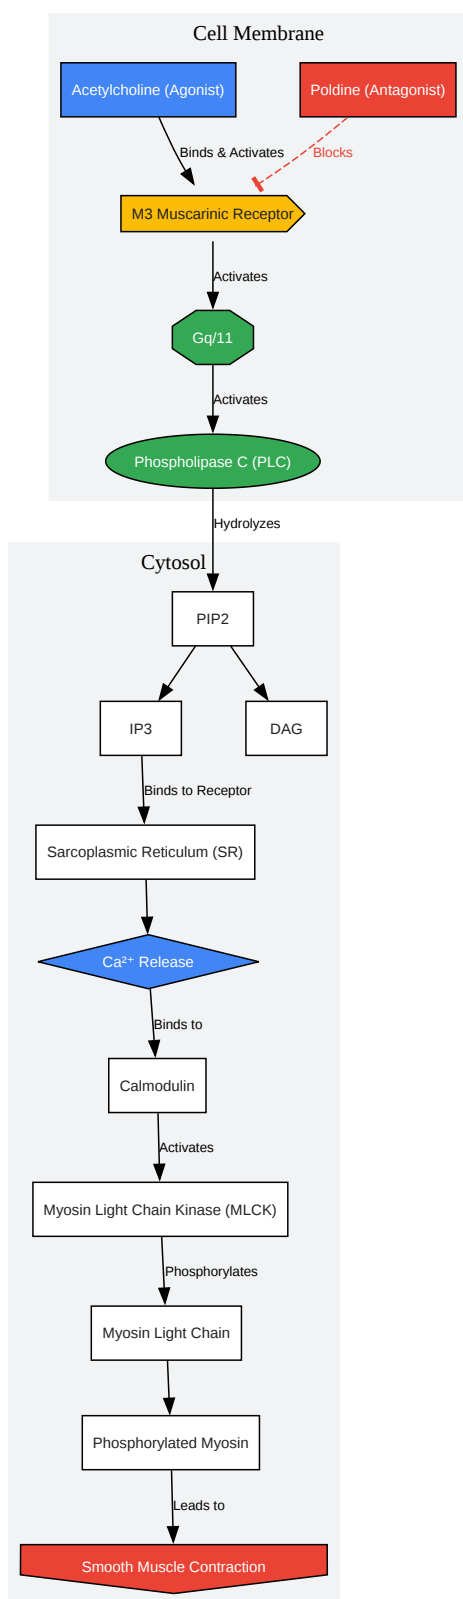 Cell Membrane
Acetylcholine (Agonist)
Poldine (Antagonist)
Binds & Activates
Blocks
M3 Muscarinic Receptor
Activates
Gq/11
Activates
Phospholipase C (PLC)
Hydrolyzes
Cytosol
PIP2
IP3
DAG
Binds to Receptor
Sarcoplasmic Reticulum (SR)
Ca²⁺ Release
Binds to
Calmodulin
Activates
Myosin Light Chain Kinase (MLCK)
Phosphorylates
Myosin Light Chain
Phosphorylated Myosin
Leads to
Smooth Muscle Contraction